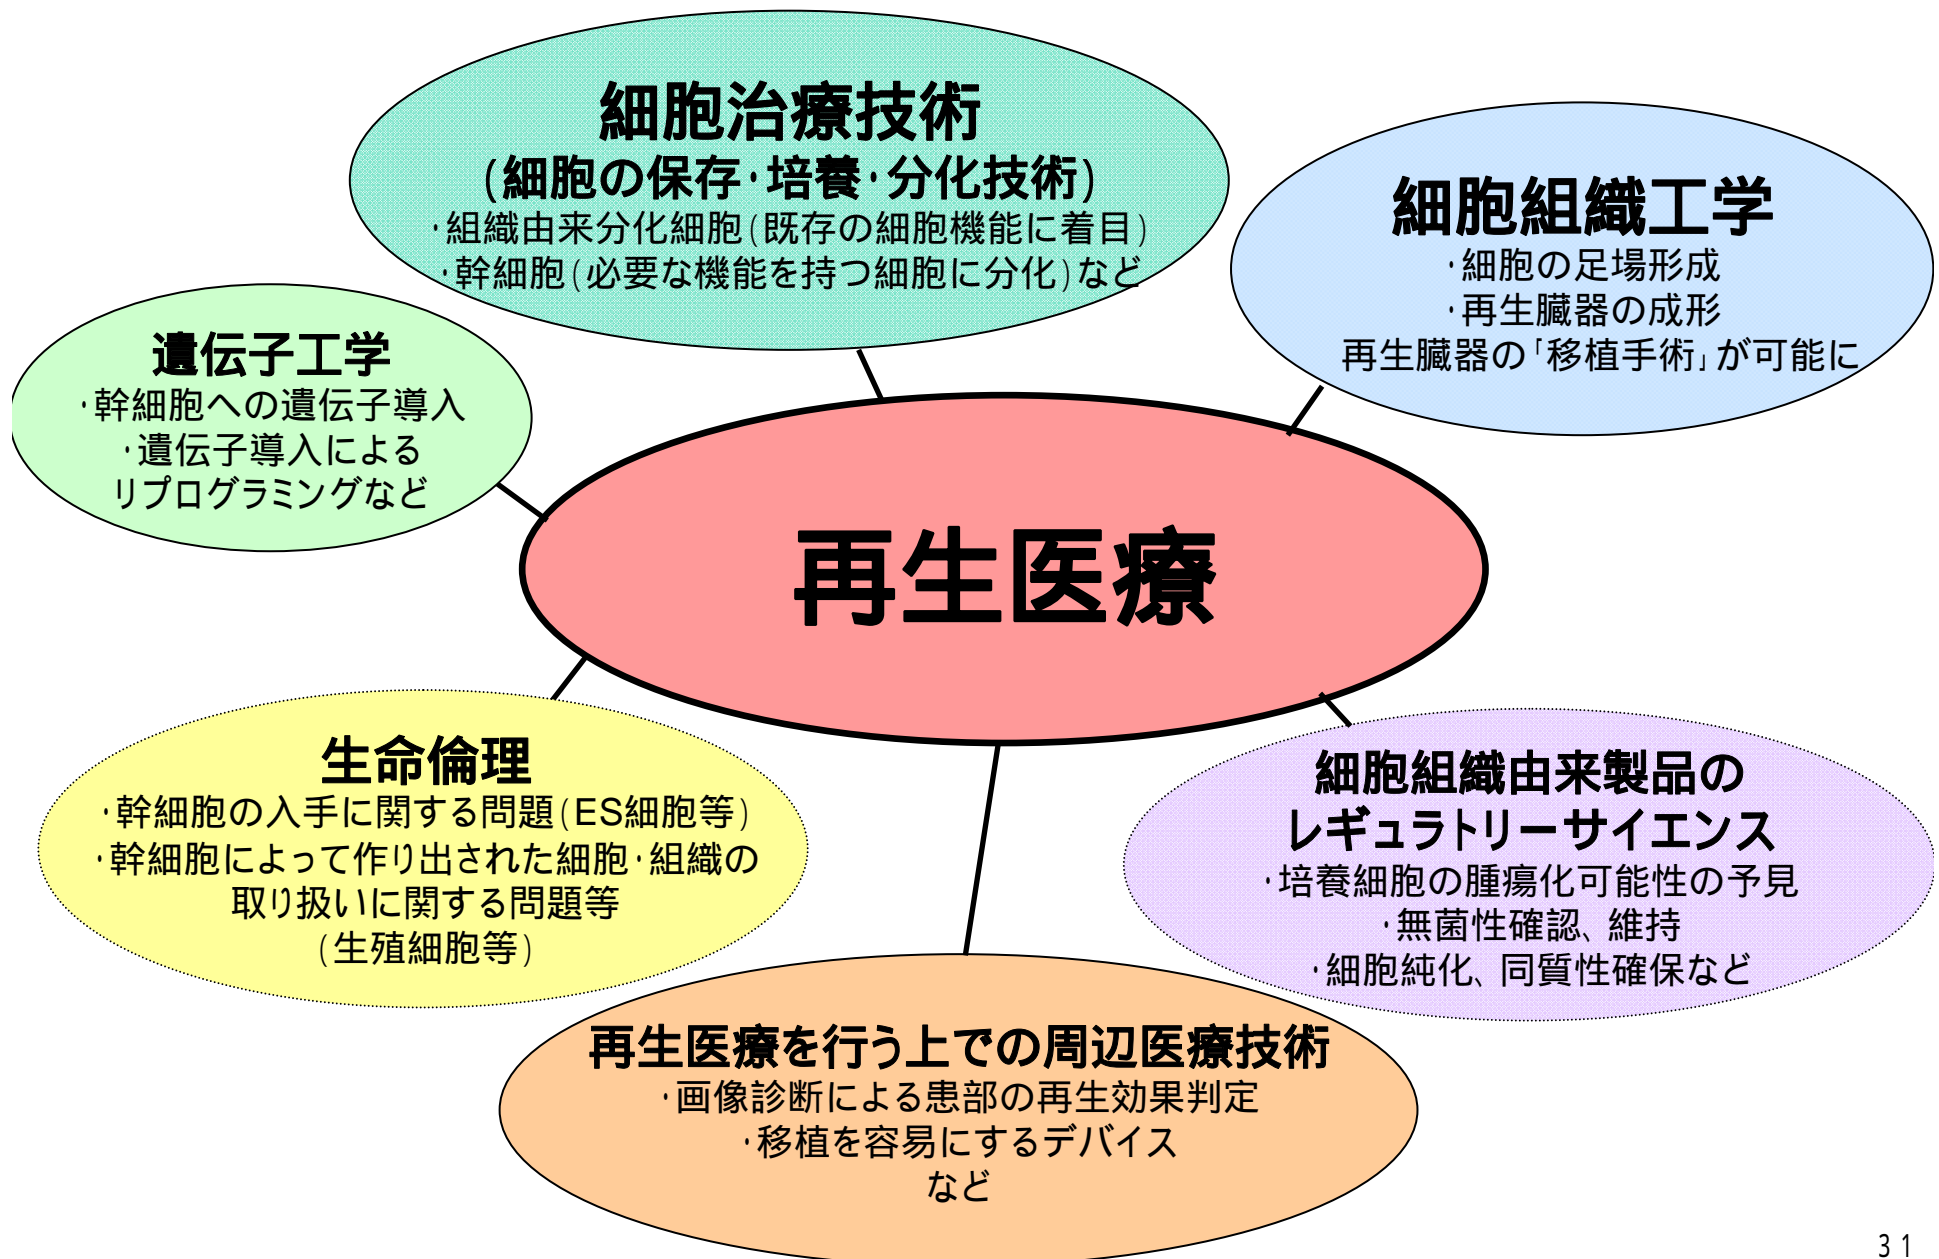 細胞治療技術
(細胞の保存・培養・分化技術)
・組織由来分化細胞(既存の細胞機能に着目)
・幹細胞(必要な機能を持つ細胞に分化)など
細胞組織工学
・細胞の足場形成
・再生臓器の成形
再生臓器の「移植手術」が可能に
遺伝子工学
・幹細胞への遺伝子導入
・遺伝子導入による
リプログラミングなど
再生医療
生命倫理
・幹細胞の入手に関する問題(ES細胞等)
・幹細胞によって作り出された細胞・組織の
取り扱いに関する問題等
(生殖細胞等)
細胞組織由来製品の
レギュラトリーサイエンス
・培養細胞の腫瘍化可能性の予見
・無菌性確認、維持
・細胞純化、同質性確保など
再生医療を行う上での周辺医療技術
・画像診断による患部の再生効果判定
・移植を容易にするデバイス
など
31